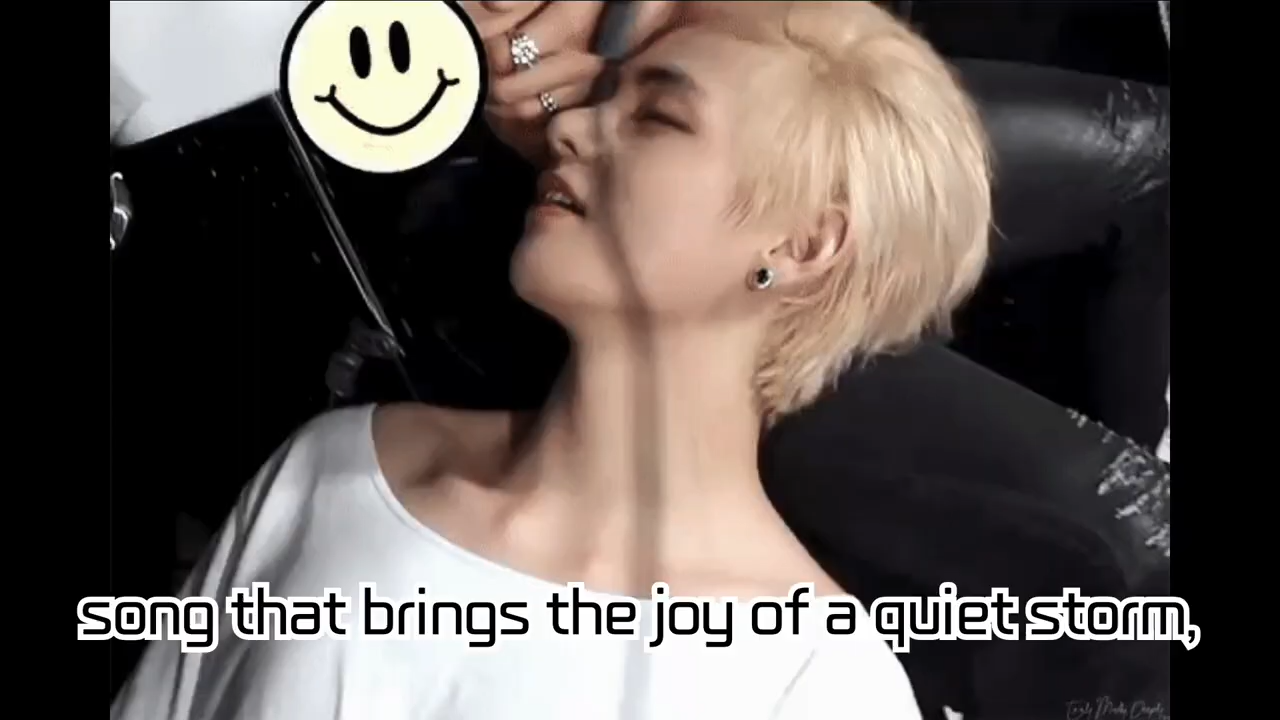 song that brings the joy of a quiet storm,